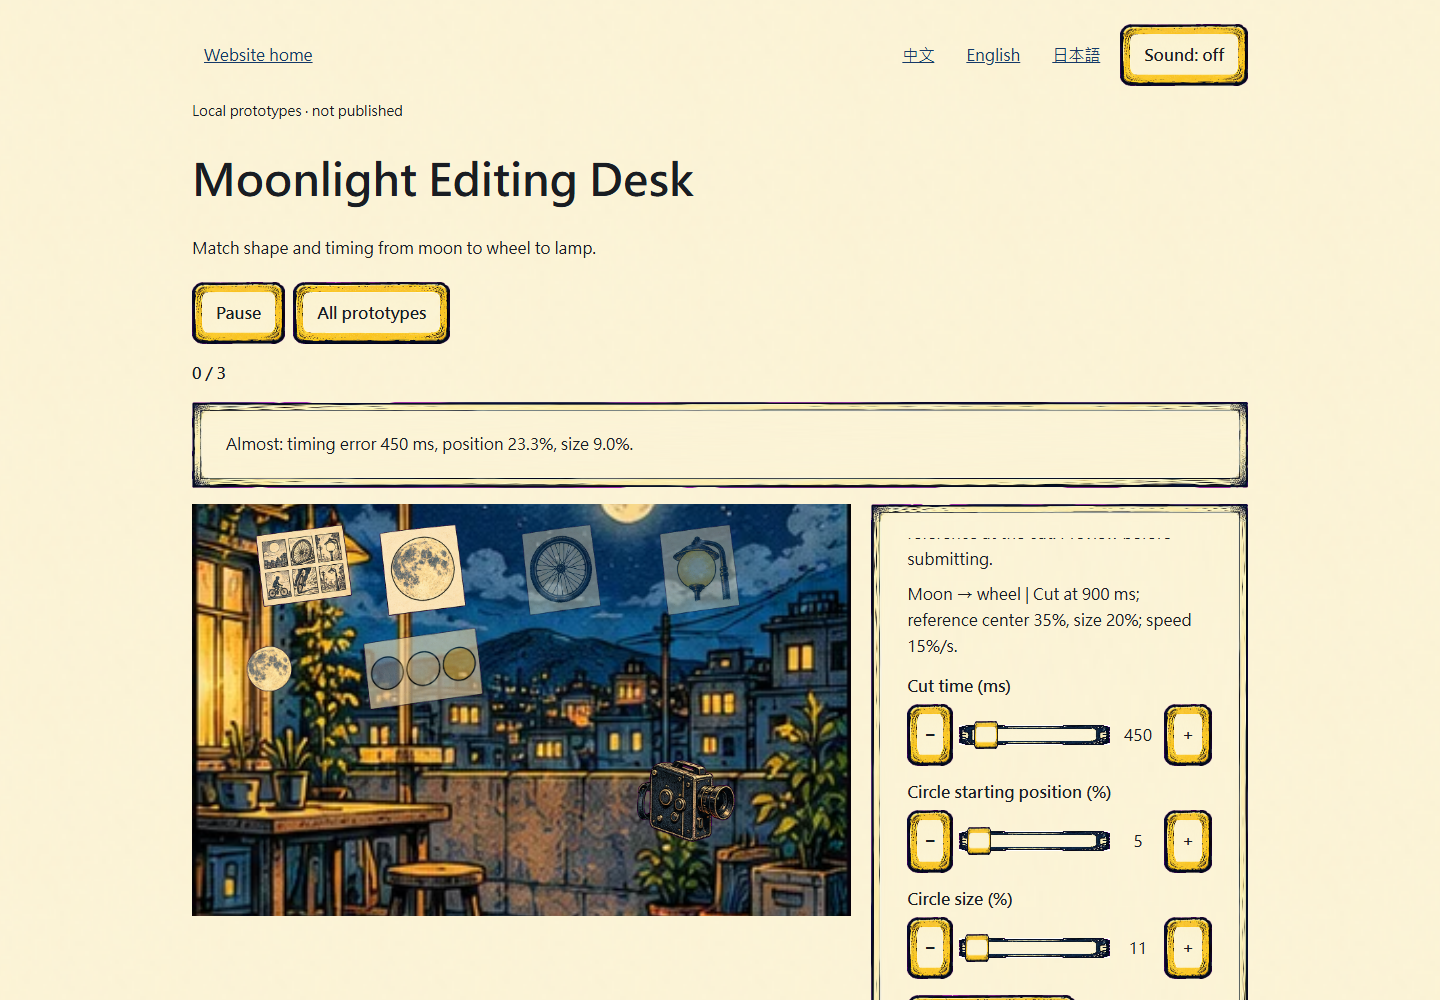 Website home
中文
English
日本語
Sound: off
Local prototypes · not published
Moonlight Editing Desk
Match shape and timing from moon to wheel to lamp.
Pause
All prototypes
0 / 3
Almost: timing error 450 ms, position 23.3%, size 9.0%.
submitting.
Moon → wheel | Cut at 900 ms;
reference center 35%, size 20%; speed
15%/s.
Cut time (ms)
−
450
+
Circle starting position (%)
−
5
+
Circle size (%)
−
11
+